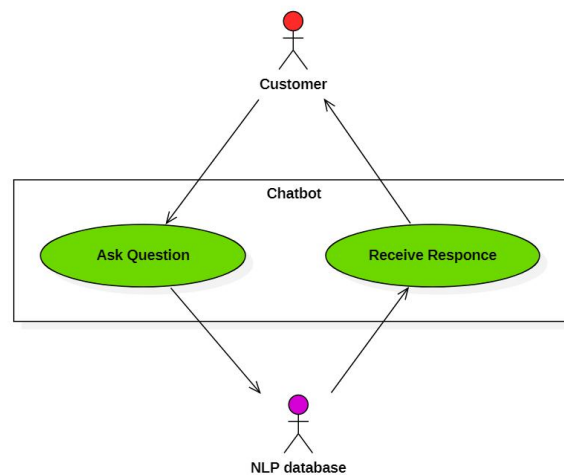 Customer
Chatbot
Ask Question
Receive Responce
NLP database